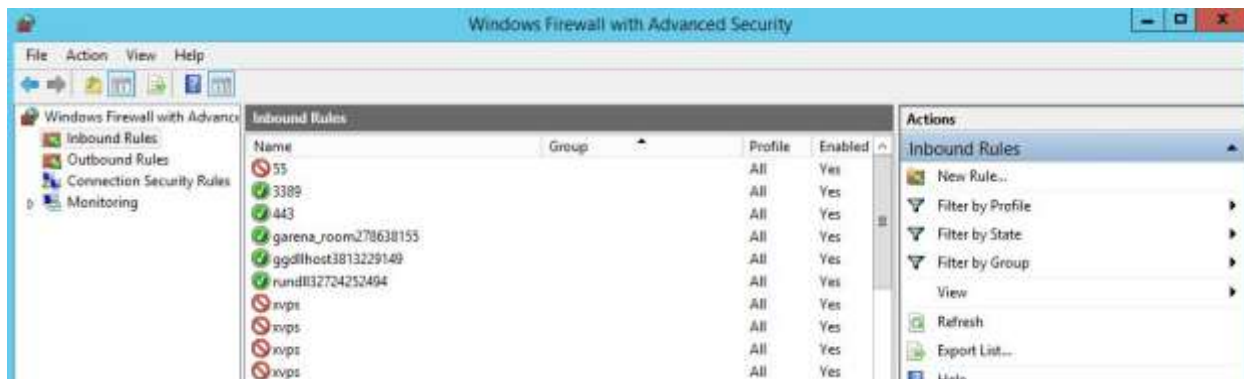 Windows Firewall with Advanced Security
File Action View Help
Windows Firewall with Advance
Inbound Rules
Outbound Rules
Connection Security Rules
Monitoring
Inbound Rules
Name Group Profile Enabled
55 All Yes
3389 All Yes
443 All Yes
garena_room278638155 All Yes
ggdllhost3813229149 All Yes
rundll32724252494 All Yes
xvps All Yes
xvps All Yes
xvps All Yes
xvps All Yes
Actions
Inbound Rules
New Rule...
Filter by Profile
Filter by State
Filter by Group
View
Refresh
Export List...
Help